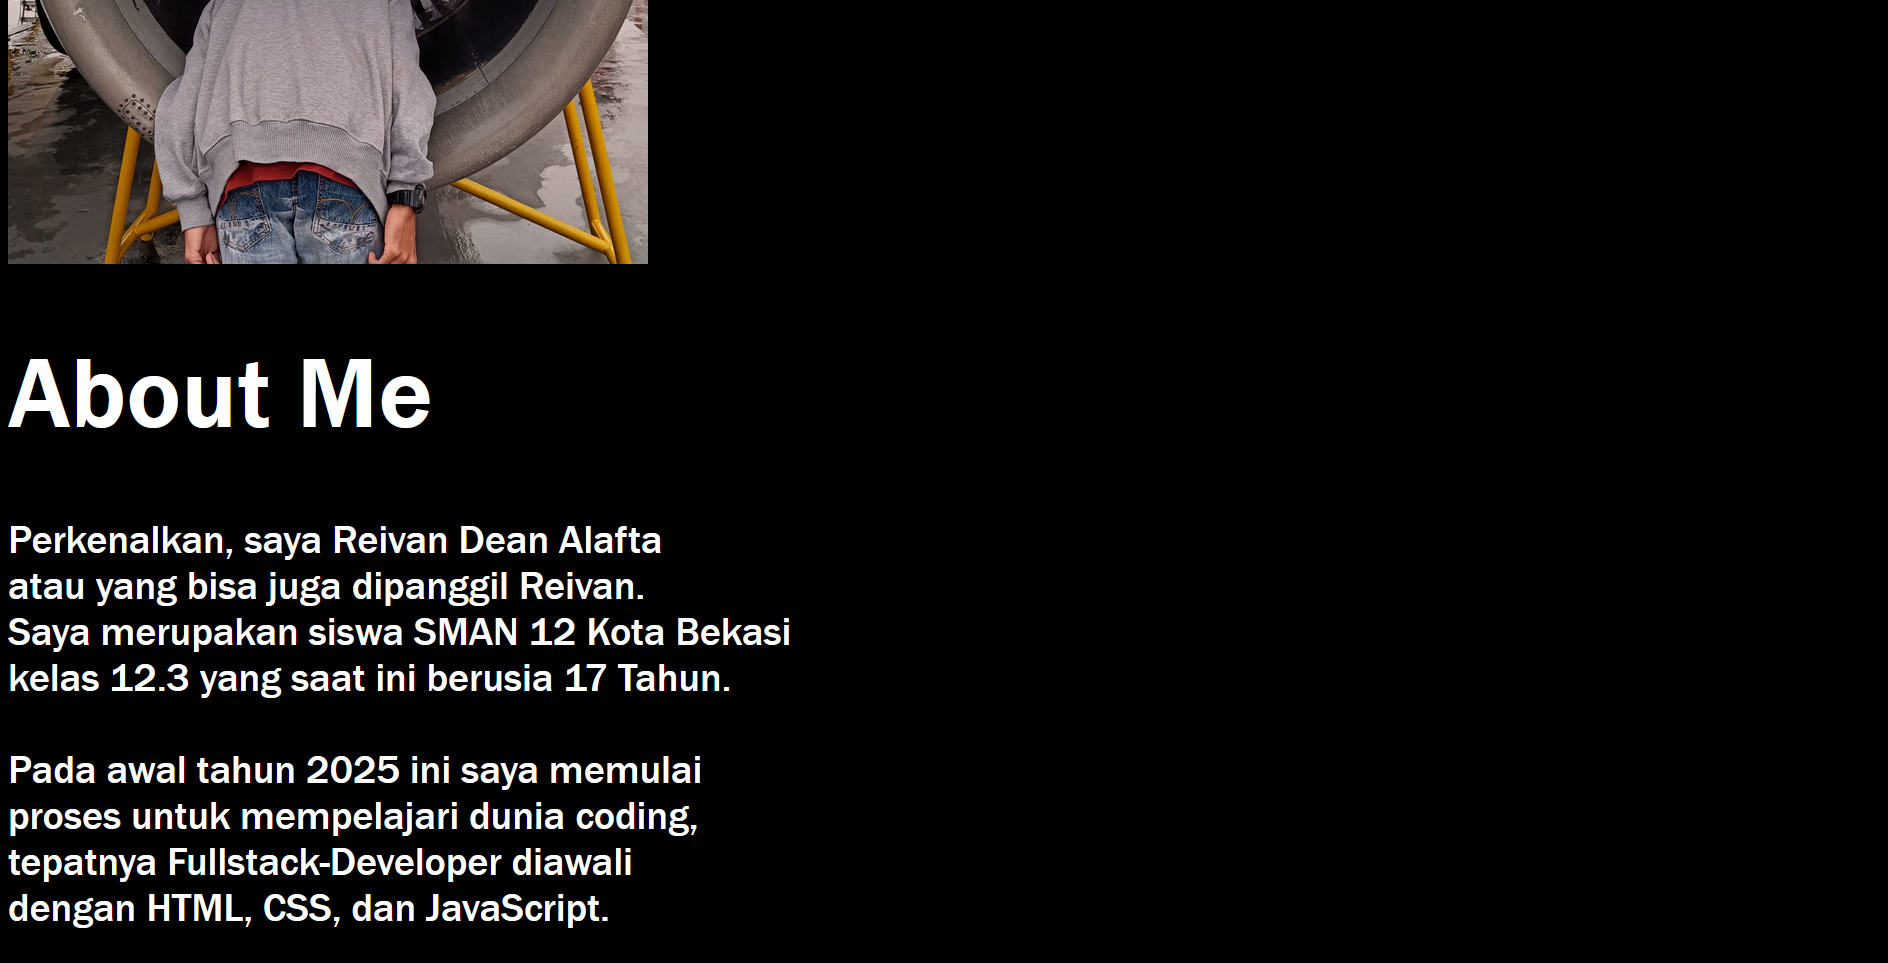 About Me
Perkenalkan, saya Reivan Dean Alafta
atau yang bisa juga dipanggil Reivan.
Saya merupakan siswa SMAN 12 Kota Bekasi
kelas 12.3 yang saat ini berusia 17 Tahun.
Pada awal tahun 2025 ini saya memulai
proses untuk mempelajari dunia coding,
tepatnya Fullstack-Developer diawali
dengan HTML, CSS, dan JavaScript.